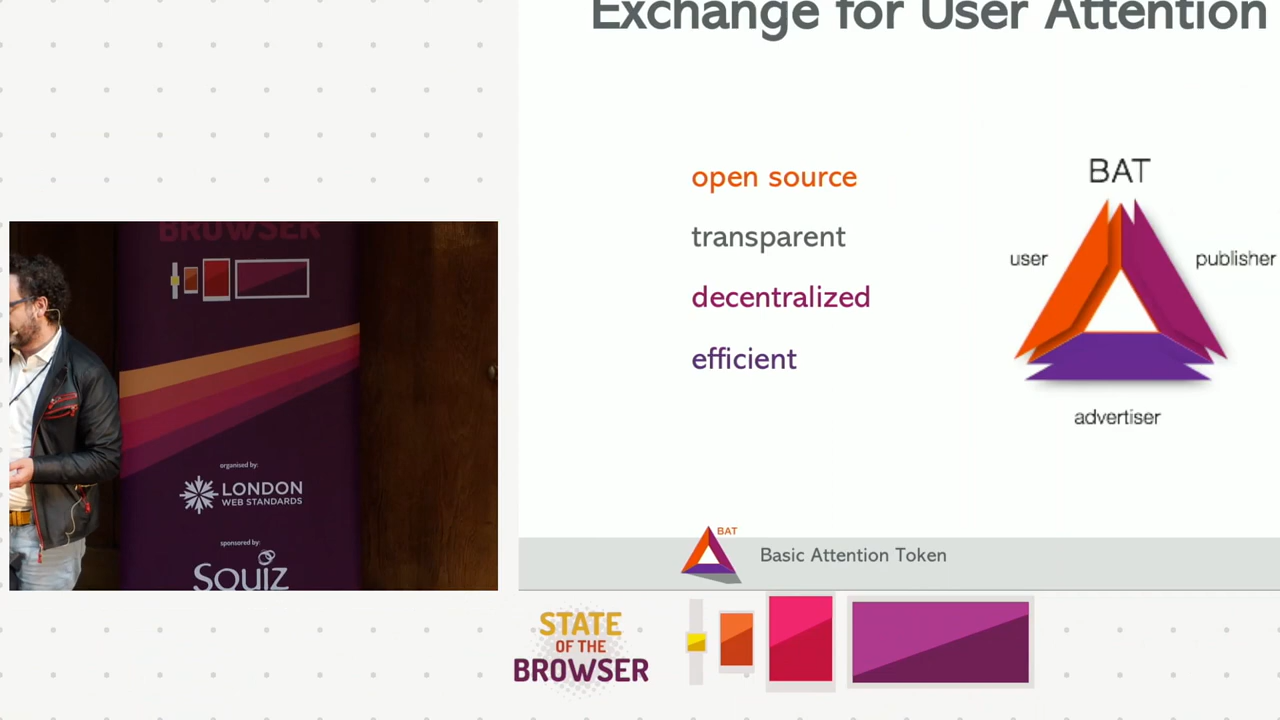 Exchange for User Attention
open source
transparent
decentralized
efficient
BAT
user
publisher
advertiser
BROWSER
organised by:
LONDON
WEB STANDARDS
sponsored by:
Squiz
BAT
Basic Attention Token
STATE
OF THE
BROWSER